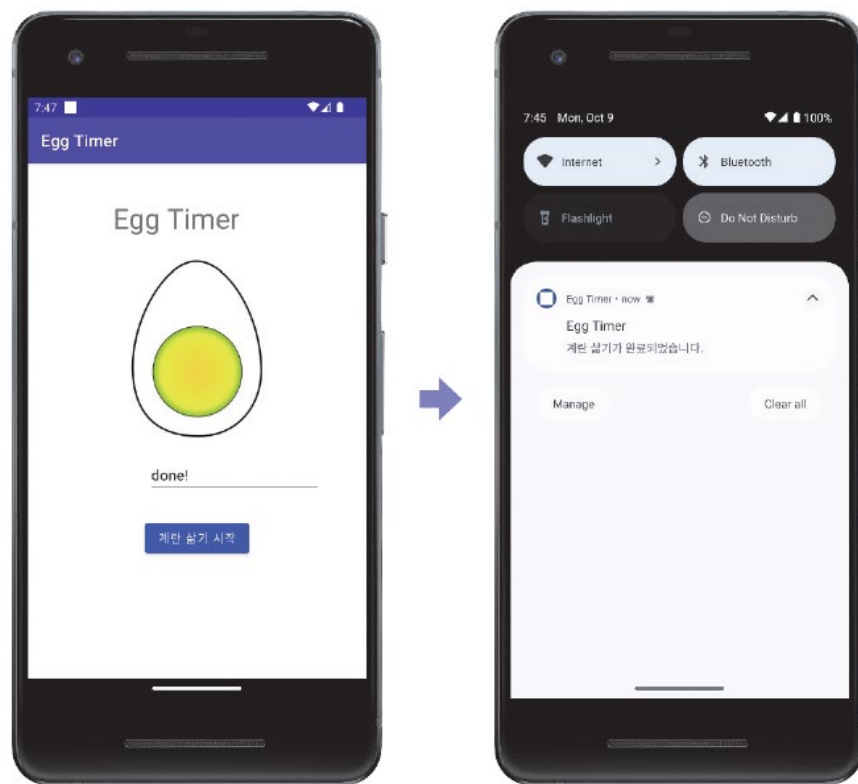 7:47
Egg Timer
Egg Timer
done!
계란 삶기 시작
7:45 Mon, Oct 9
100%
Internet
Bluetooth
Flashlight
Do Not Disturb
Egg Timer • now
Egg Timer
계란 삶기가 완료되었습니다.
Manage
Clear all